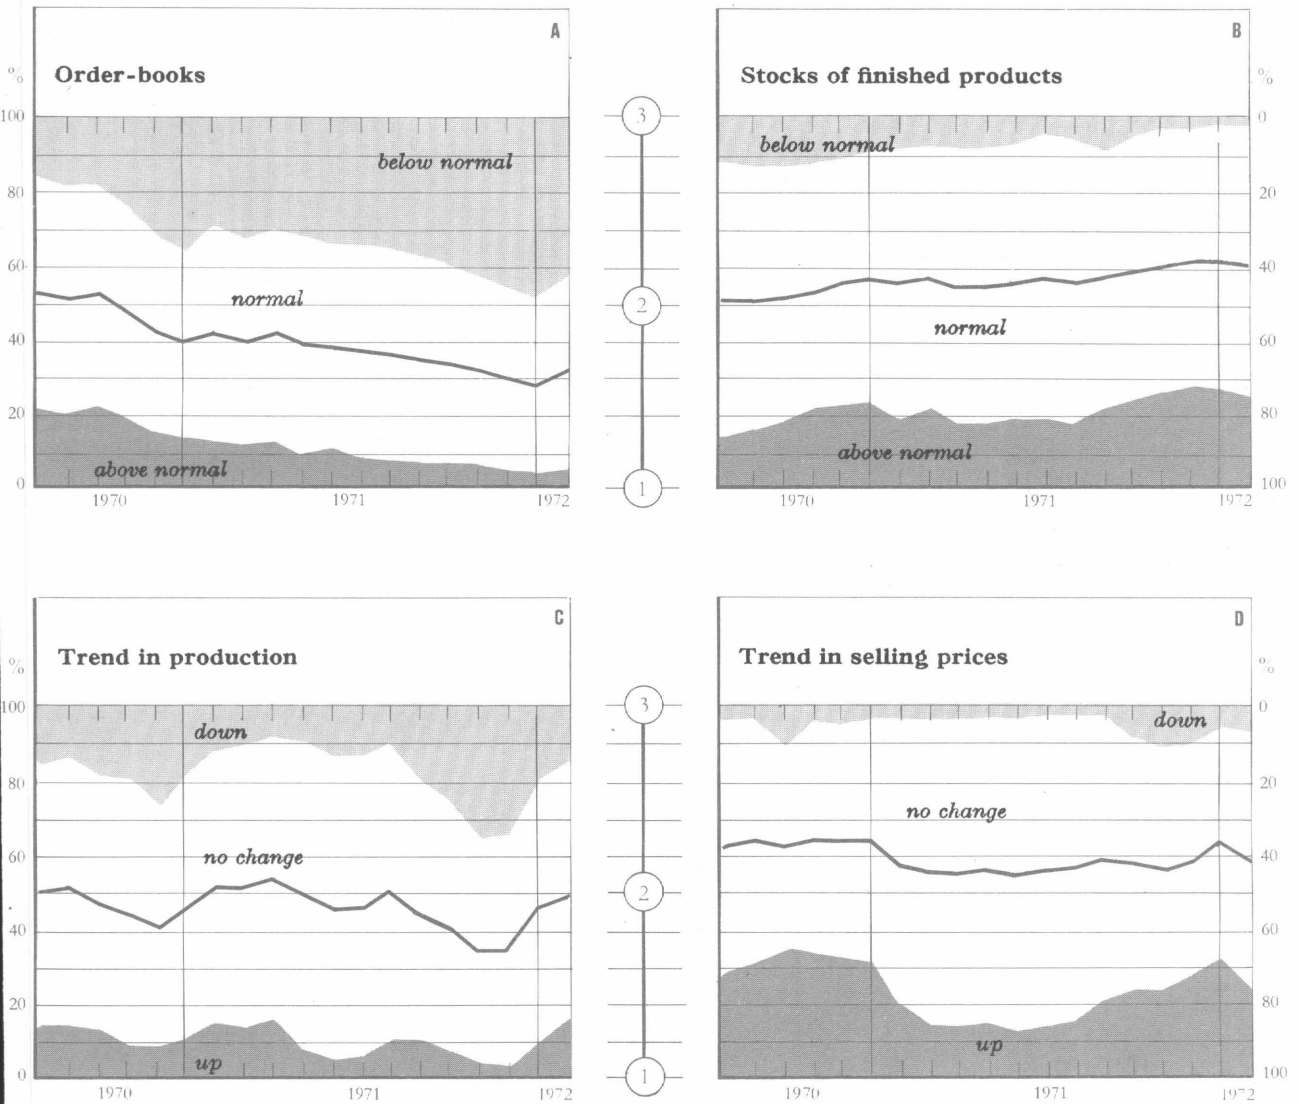 A
Order-books
%
100
below normal
80
60
normal
40
20
above normal
0
1970
1971
1972
3
2
1
B
Stocks of finished products
%
0
below normal
20
40
normal
60
80
above normal
100
1970
1971
1972
C
Trend in production
%
100
down
80
60
no change
40
20
up
0
1970
1971
1972
3
2
1
D
Trend in selling prices
%
0
down
20
no change
40
60
80
up
100
1970
1971
1972